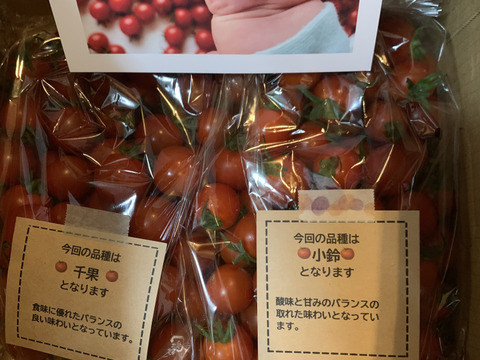 今回の品種は
千果
となります
食味に優れたバランスの
良い味わいとなっています。
今回の品種は
小鈴
となります
酸味と甘みのバランスの
取れた味わいとなってい
ます。